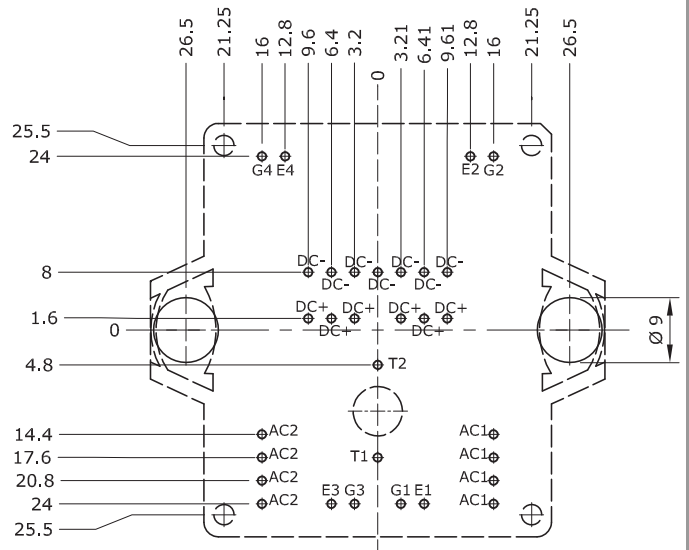 26.5 21.25 16 12.8 9.6 6.4 3.2 0 3.21 6.41 9.61 12.8 16 21.25 26.5
25.5
24
G4 E4 E2 G2
DC- DC- DC- DC-
8
DC- DC- DC-
1.6 DC+ DC+ DC+ DC+
0 DC+ DC+
Ø 9
4.8 T2
14.4 AC2 AC1
17.6 AC2 T1 AC1
20.8 AC2 AC1
E3 G3 G1 E1
24 AC2 AC1
25.5